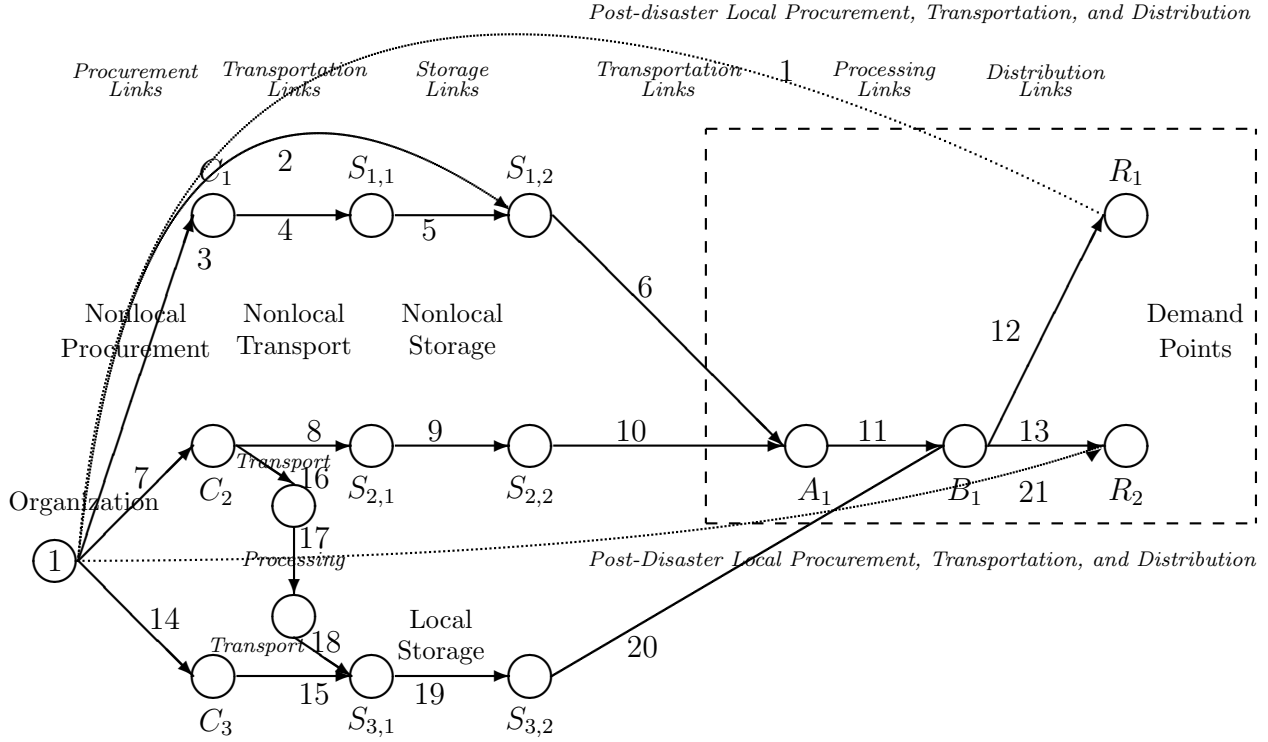 Post-disaster Local Procurement, Transportation, and Distribution
Procurement
Links
Transportation
Links
Storage
Links
Transportation
Links
1
Processing
Links
Distribution
Links
C1
2
S1,1
S1,2
R1
3
4
5
6
Nonlocal
Procurement
Nonlocal
Transport
Nonlocal
Storage
12
Demand
Points
7
8
9
10
11
13
Transport
16
Organization
C2
S2,1
S2,2
A1
B1
21
R2
17
1
Processing
Post-Disaster Local Procurement, Transportation, and Distribution
14
Transport
18
Local
Storage
15
19
20
C3
S3,1
S3,2